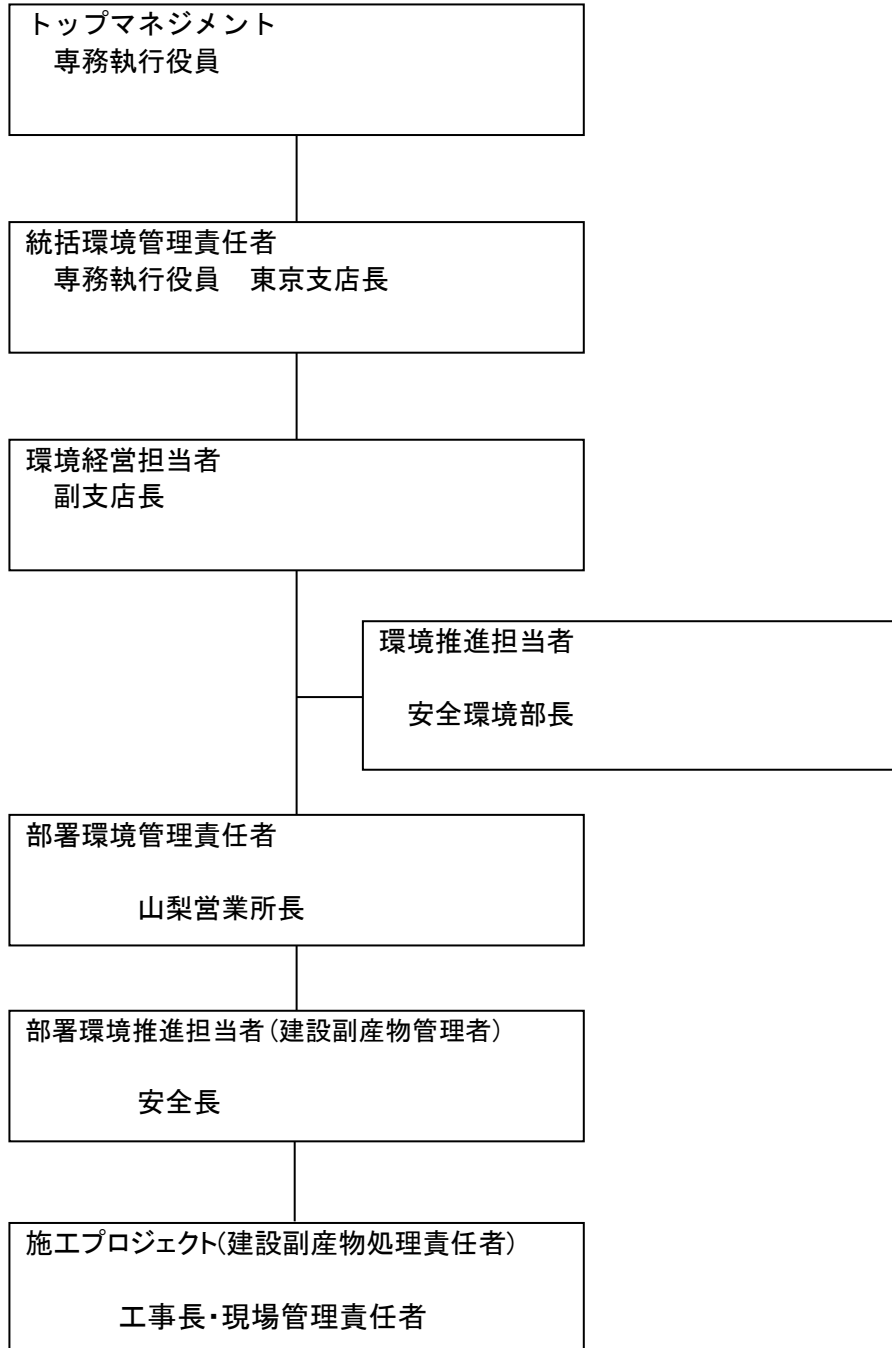 トップマネジメント
専務執行役員
統括環境管理責任者
専務執行役員　東京支店長
環境経営担当者
副支店長
環境推進担当者
安全環境部長
部署環境管理責任者
山梨営業所長
部署環境推進担当者(建設副産物管理者)
安全長
施工プロジェクト(建設副産物処理責任者)
工事長・現場管理責任者